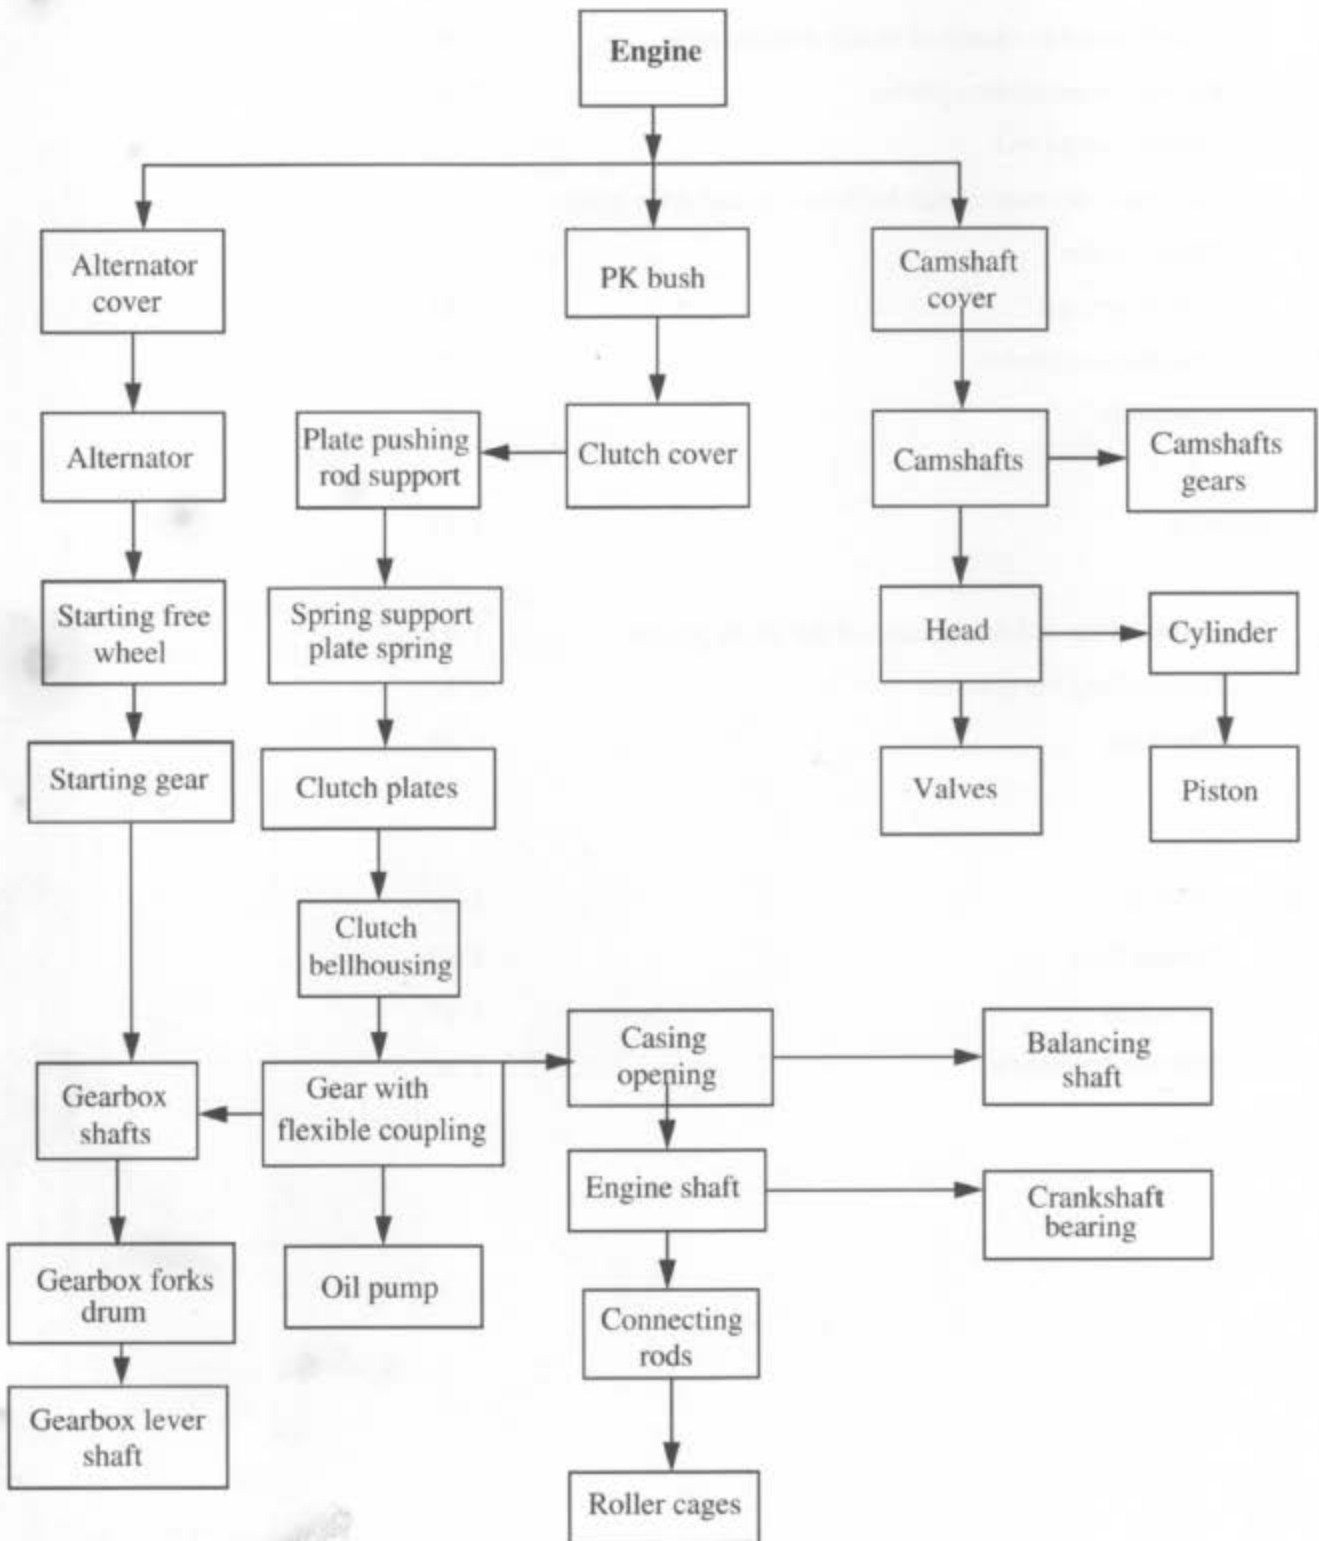 Engine
Alternator
cover
PK bush
Camshaft
cover
Alternator
Plate pushing
rod support
Clutch cover
Camshafts
Camshafts
gears
Starting free
wheel
Spring support
plate spring
Head
Cylinder
Starting gear
Clutch plates
Valves
Piston
Clutch
bellhousing
Gearbox
shafts
Gear with
flexible coupling
Casing
opening
Balancing
shaft
Engine shaft
Crankshaft
bearing
Gearbox forks
drum
Oil pump
Connecting
rods
Gearbox lever
shaft
Roller cages